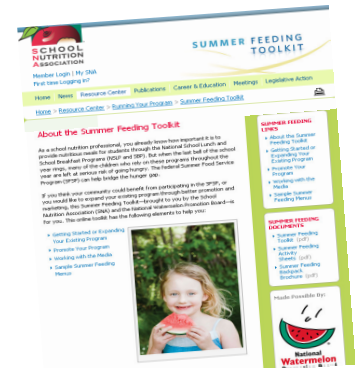 SCHOOL
NUTRITION
ASSOCIATION
SUMMER FEEDING
TOOLKIT
Member Login | My SNA
First time Logging in?
Home News Resource Center Publications Career & Education Meetings Legislative Action
Home > Resource Center > Running Your Program > Summer Feeding Toolkit
About the Summer Feeding Toolkit
As a school nutrition professional, you already know how important it is to
provide nutritious meals for students through the National School Lunch and
School Breakfast Programs (NSLP and SBP). But when the last bell of the school
year rings, many of the children who rely on these programs throughout the
year are left at serious risk of going hungry. The Federal Summer Food Service
Program (SFSP) can help bridge the hunger gap.
If you think your community could benefit from participating in the SFSP, or
you would like to expand your existing program through better promotion and
marketing, this Summer Feeding Toolkit—brought to you by the School
Nutrition Association (SNA) and the National Watermelon Promotion Board—is
for you. This online toolkit has the following elements to help you:
Getting Started or Expanding
Your Existing Program
Promote Your Program
Working with the Media
Sample Summer Feeding
Menus
SUMMER FEEDING
LINKS
About the Summer
Feeding Toolkit
Getting Started or
Expanding Your
Existing Program
Promote Your
Program
Working with the
Media
Sample Summer
Feeding Menus
SUMMER FEEDING
DOCUMENTS
Summer Feeding
Toolkit (pdf)
Summer Feeding
Activity
Sheets (pdf)
Summer Feeding
Backpack
Brochure (pdf)
Made Possible By:
National
Watermelon